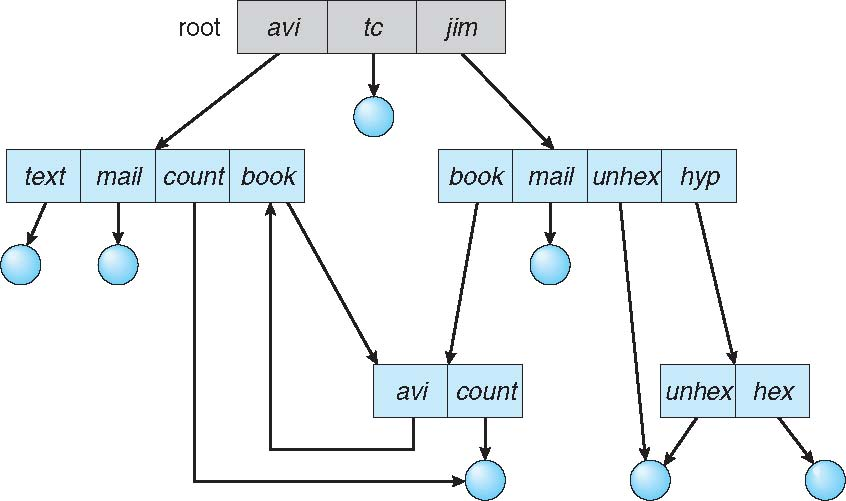 root avi tc jim
text mail count book
book mail unhex hyp
avi count
unhex hex